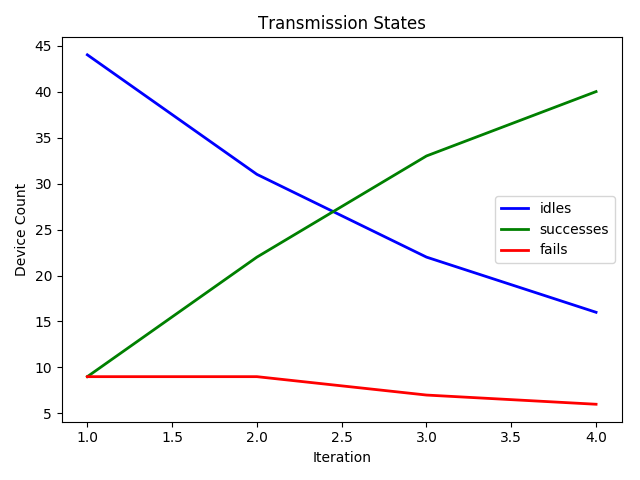 Transmission States
45
40
35
30
25
20
15
10
5
Device Count
idles
successes
fails
1.0 1.5 2.0 2.5 3.0 3.5 4.0
Iteration